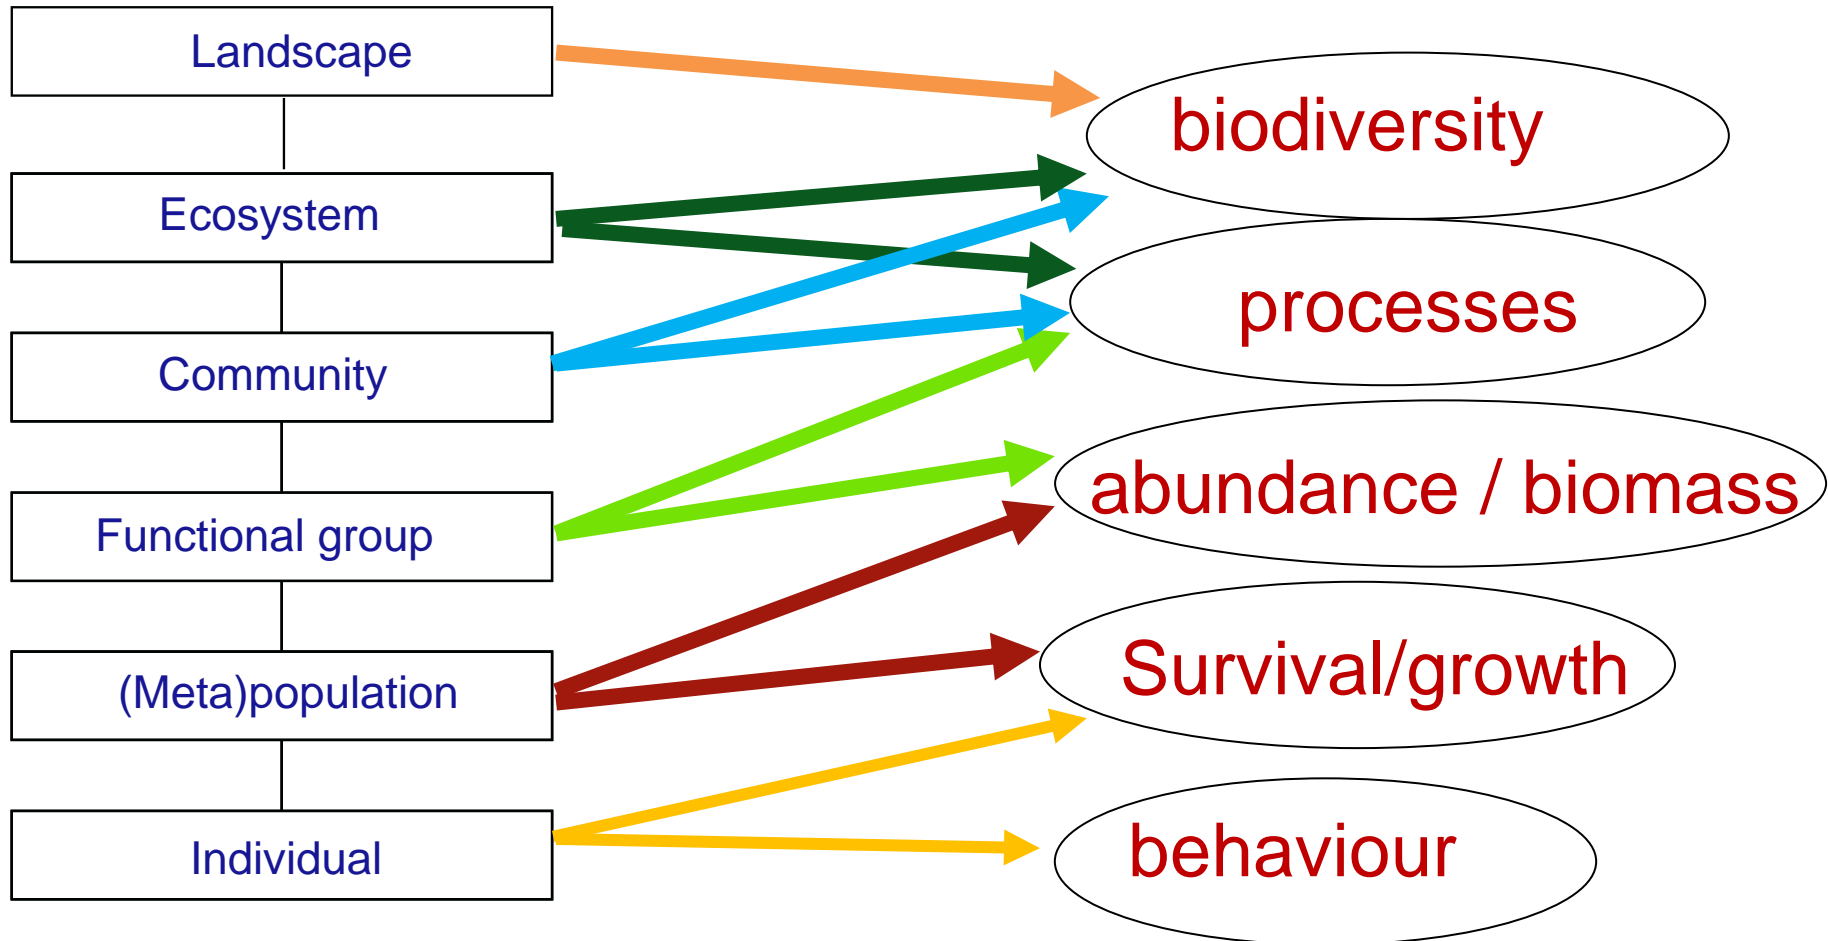 Landscape
Ecosystem
Community
Functional group
(Meta)population
Individual
biodiversity
processes
abundance / biomass
Survival/growth
behaviour